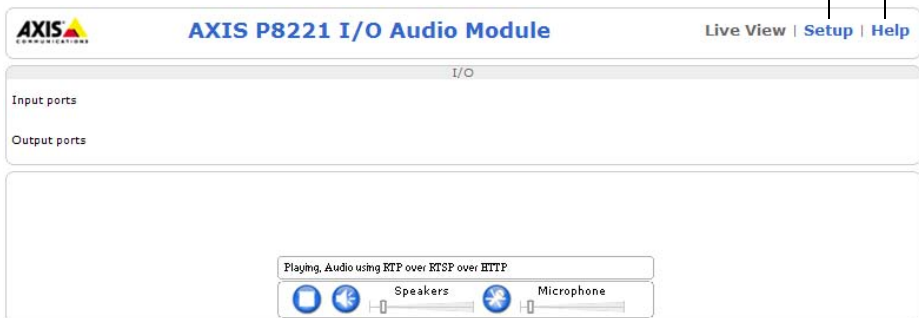 AXIS
COMMUNICATIONS
AXIS P8221 I/O Audio Module
Live View | Setup | Help
I/O
Input ports
Output ports
Playing, Audio using RTP over RTSP over HTTP
Speakers
Microphone